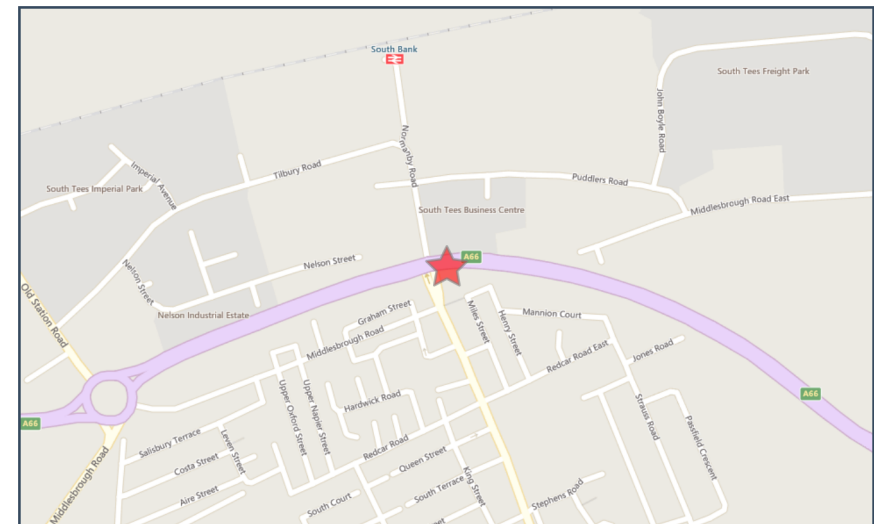 South Bank
South Tees Freight Park
John Boyle Road
Normanby Road
Tilbury Road
Imperial Avenue
South Tees Imperial Park
Puddlers Road
Middlesbrough Road East
South Tees Business Centre
A66
Nelson Street
Nelson Street
Old Station Road
Nelson Industrial Estate
Graham Street
Miles Street
Henry Street
Mannion Court
Middlesbrough Road
Redcar Road East
Jones Road
A66
Upper Oxford Street
Upper Napier Street
Hardwick Road
Strauss Road
Passfield Crescent
A66
Salisbury Terrace
Leven Street
Redcar Road
Costa Street
Queen Street
King Street
Middlesbrough Road
Aire Street
South Terrace
Stephens Road
South Court